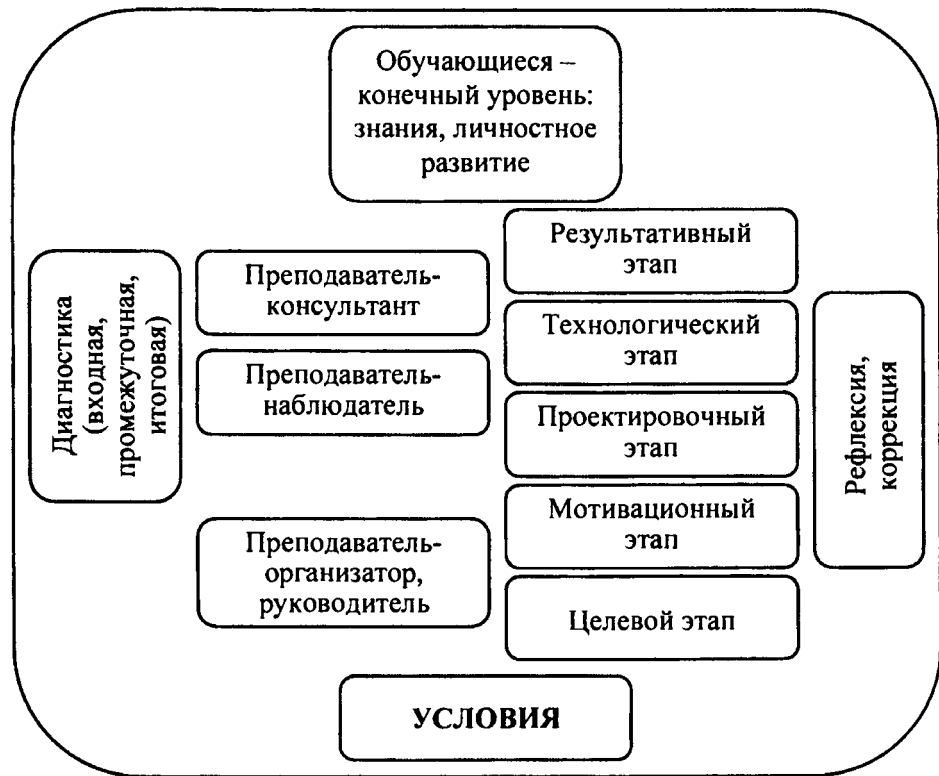 Обучающиеся –
конечный уровень:
знания, личностное
развитие
Диагностика
(входная,
промежуточная,
итоговая)
Преподаватель-
консультант
Преподаватель-
наблюдатель
Преподаватель-
организатор,
руководитель
Результативный
этап
Технологический
этап
Проектировочный
этап
Мотивационный
этап
Целевой этап
Рефлексия,
коррекция
УСЛОВИЯ